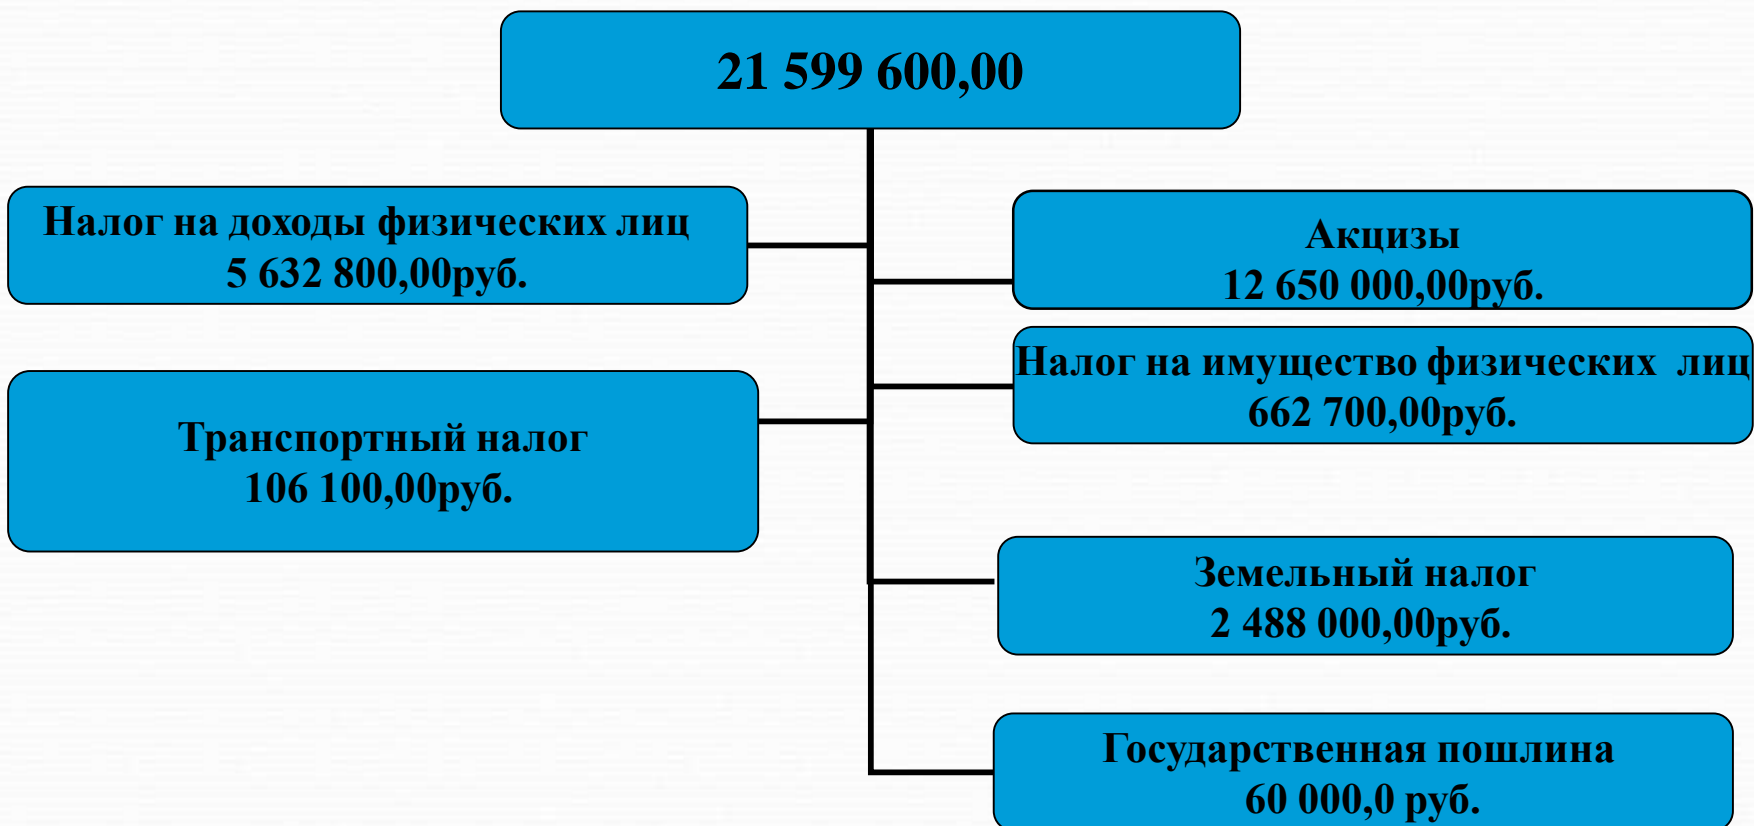 21 599 600,00
Налог на доходы физических лиц
5 632 800,00руб.
Акцизы
12 650 000,00руб.
Налог на имущество физических  лиц
662 700,00руб.
Транспортный налог
106 100,00руб.
Земельный налог
2 488 000,00руб.
Государственная пошлина
60 000,0 руб.